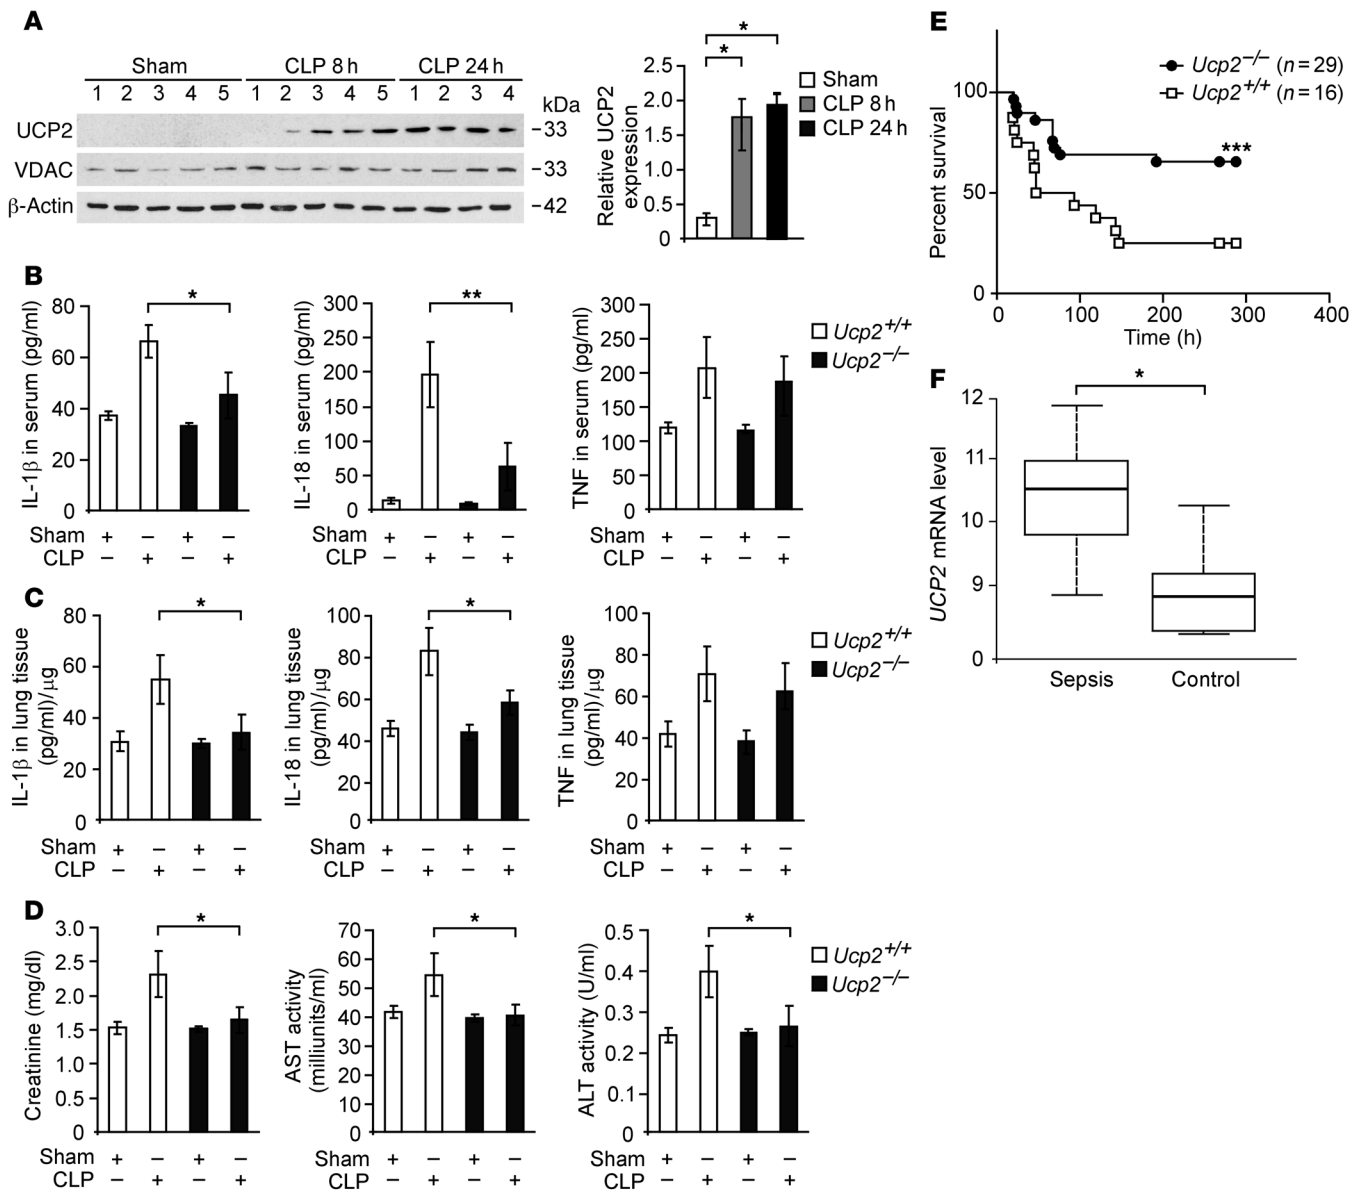 A
Sham CLP 8 h CLP 24 h
1 2 3 4 5 1 2 3 4 5 1 2 3 4 kDa
UCP2 -33
VDAC -33
β-Actin -42
Relative UCP2
expression
2.5
2.0
1.5
1.0
0.5
0
*
*
Sham
CLP 8 h
CLP 24 h
E
Percent survival
100
50
0
0 100 200 300 400
Time (h)
Ucp2–/– (n = 29)
Ucp2+/+ (n = 16)
***
B
IL-1β in serum (pg/ml)
80
60
40
20
0
*
IL-18 in serum (pg/ml)
300
250
200
150
100
50
0
**
TNF in serum (pg/ml)
300
250
200
150
100
50
0
Ucp2+/+
Ucp2–/–
Sham + – + – + – + – + – + –
CLP – + – + – + – + – + – +
F
UCP2 mRNA level
12
11
10
9
0
*
Sepsis Control
C
IL-1β in lung tissue
(pg/ml)/µg
80
60
40
20
0
*
IL-18 in lung tissue
(pg/ml)/µg
100
80
60
40
20
0
*
TNF in lung tissue
(pg/ml)/µg
100
80
60
40
20
0
Ucp2+/+
Ucp2–/–
Sham + – + – + – + – Sham + – + –
CLP – + – + – + – + CLP – + – +
D
Creatinine (mg/dl)
3.0
2.5
2.0
1.5
1.0
0.5
0
*
AST activity
(milliunits/ml)
70
60
50
40
30
20
10
0
*
ALT activity (U/ml)
0.5
0.4
0.3
0.2
0.1
0
*
Ucp2+/+
Ucp2–/–
Sham + – + – Sham + – + – Sham + – + –
CLP – + – + CLP – + – + CLP – + – +